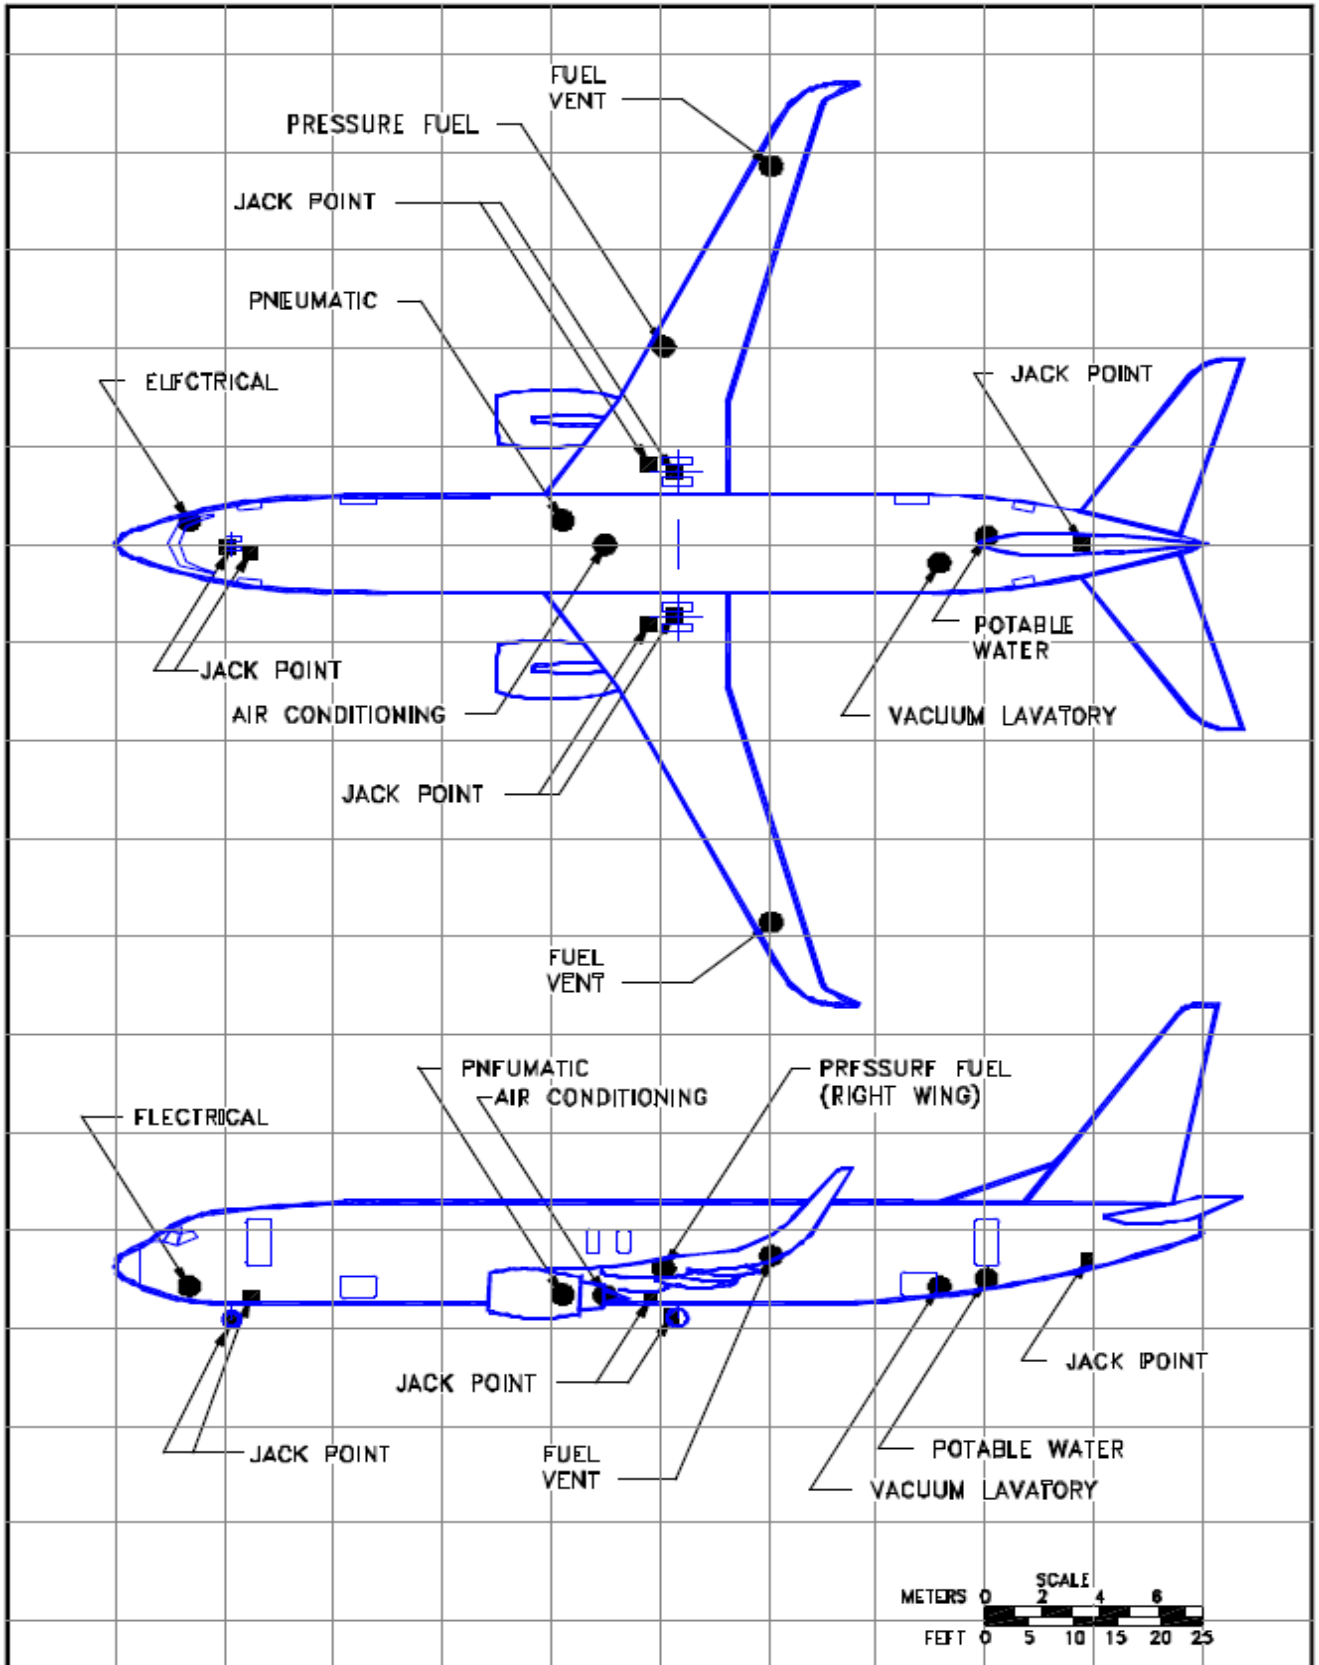 FUEL
VENT
PRESSURE FUEL
JACK POINT
PNEUMATIC
ELECTRICAL
JACK POINT
POTABLE
WATER
JACK POINT
AIR CONDITIONING
VACUUM LAVATORY
JACK POINT
FUEL
VENT
PNEUMATIC
AIR CONDITIONING
PRESSURE FUEL
(RIGHT WING)
ELECTRICAL
JACK POINT
JACK POINT
JACK POINT
FUEL
VENT
POTABLE WATER
VACUUM LAVATORY
SCALE
METERS 0 2 4 6
FEET 0 5 10 15 20 25